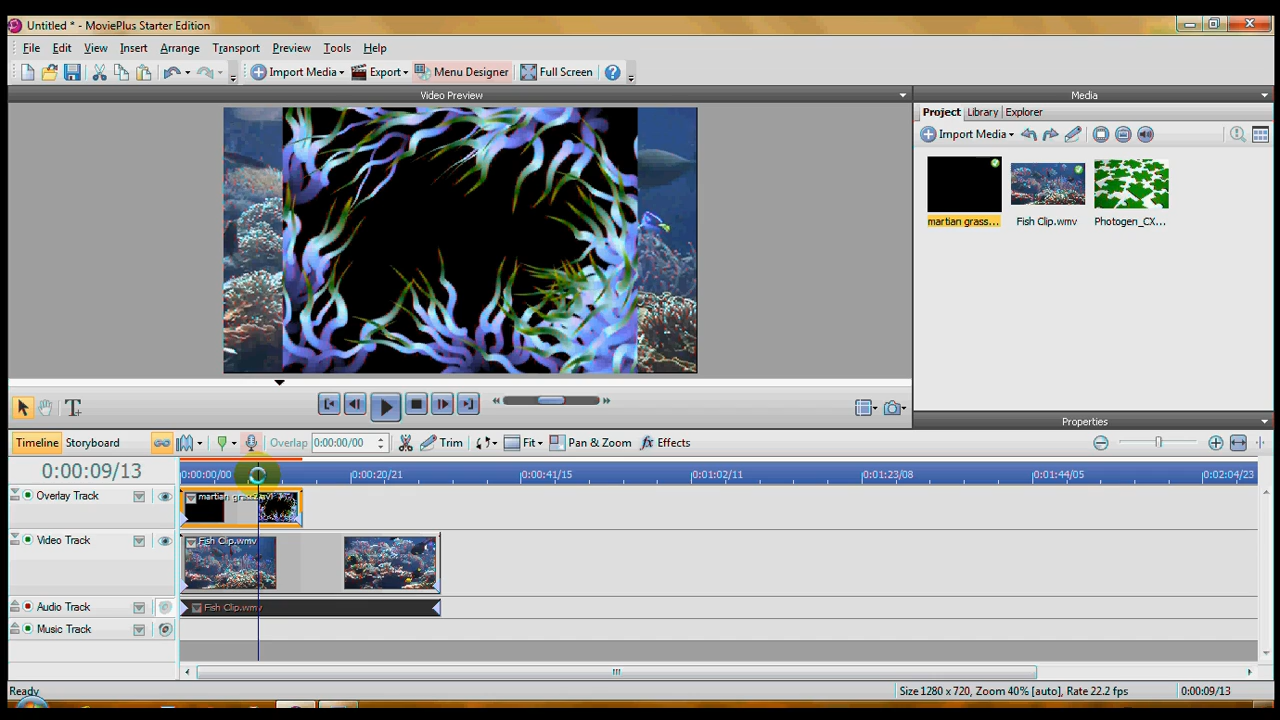 Untitled * - MoviePlus Starter Edition
File Edit View Insert Arrange Transport Preview Tools Help
Import Media Export Menu Designer Full Screen
Video Preview
Media
Project Library Explorer
Import Media
martian grass...
Fish Clip.wmv
Photogen_CX...
Properties
Timeline Storyboard Overlap 0:00:00/00 Trim Fit Pan & Zoom fx Effects
0:00:09/13
0:00:00/00 0:00:20/21 0:00:41/15 0:01:02/11 0:01:23/08 0:01:44/05 0:02:04/23
Overlay Track
martian grass2.avi
Video Track
Fish Clip.wmv
Audio Track
Fish Clip.wmv
Music Track
Ready
Size 1280 x 720, Zoom 40% [auto], Rate 22.2 fps 0:00:09/13